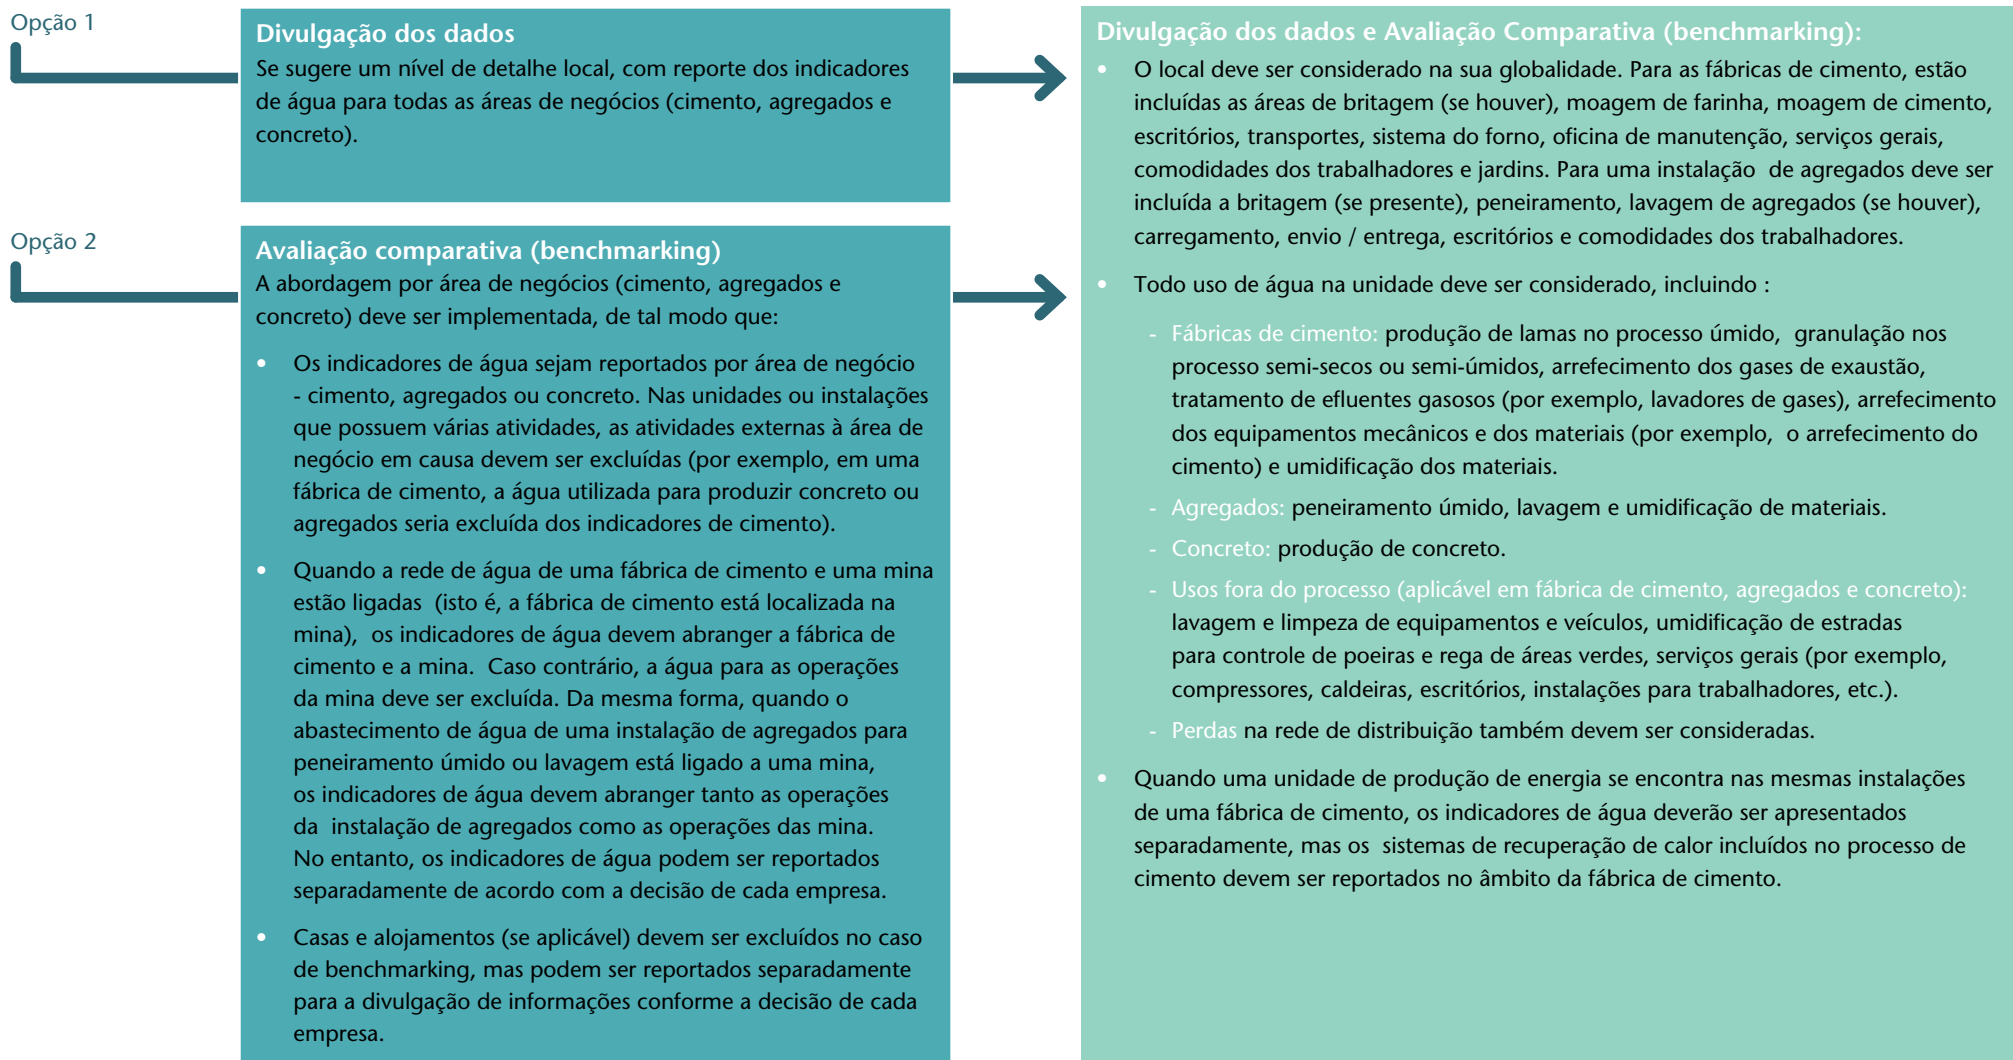 Opção 1
Divulgação dos dados
Se sugere um nível de detalhe local, com reporte dos indicadores
de água para todas as áreas de negócios (cimento, agregados e
concreto).
Opção 2
Avaliação comparativa (benchmarking)
A abordagem por área de negócios (cimento, agregados e
concreto) deve ser implementada, de tal modo que:
• Os indicadores de água sejam reportados por área de negócio
- cimento, agregados ou concreto. Nas unidades ou instalações
que possuem várias atividades, as atividades externas à área de
negócio em causa devem ser excluídas (por exemplo, em uma
fábrica de cimento, a água utilizada para produzir concreto ou
agregados seria excluída dos indicadores de cimento).
• Quando a rede de água de uma fábrica de cimento e uma mina
estão ligadas (isto é, a fábrica de cimento está localizada na
mina), os indicadores de água devem abranger a fábrica de
cimento e a mina. Caso contrário, a água para as operações
da mina deve ser excluída. Da mesma forma, quando o
abastecimento de água de uma instalação de agregados para
peneiramento úmido ou lavagem está ligado a uma mina,
os indicadores de água devem abranger tanto as operações
da instalação de agregados como as operações das mina.
No entanto, os indicadores de água podem ser reportados
separadamente de acordo com a decisão de cada empresa.
• Casas e alojamentos (se aplicável) devem ser excluídos no caso
de benchmarking, mas podem ser reportados separadamente
para a divulgação de informações conforme a decisão de cada
empresa.
Divulgação dos dados e Avaliação Comparativa (benchmarking):
• O local deve ser considerado na sua globalidade. Para as fábricas de cimento, estão
incluídas as áreas de britagem (se houver), moagem de farinha, moagem de cimento,
escritórios, transportes, sistema do forno, oficina de manutenção, serviços gerais,
comodidades dos trabalhadores e jardins. Para uma instalação de agregados deve ser
incluída a britagem (se presente), peneiramento, lavagem de agregados (se houver),
carregamento, envio / entrega, escritórios e comodidades dos trabalhadores.
• Todo uso de água na unidade deve ser considerado, incluindo :
- Fábricas de cimento: produção de lamas no processo úmido, granulação nos
processo semi-secos ou semi-úmidos, arrefecimento dos gases de exaustão,
tratamento de efluentes gasosos (por exemplo, lavadores de gases), arrefecimento
dos equipamentos mecânicos e dos materiais (por exemplo, o arrefecimento do
cimento) e umidificação dos materiais.
- Agregados: peneiramento úmido, lavagem e umidificação de materiais.
- Concreto: produção de concreto.
- Usos fora do processo (aplicável em fábrica de cimento, agregados e concreto):
lavagem e limpeza de equipamentos e veículos, umidificação de estradas
para controle de poeiras e rega de áreas verdes, serviços gerais (por exemplo,
compressores, caldeiras, escritórios, instalações para trabalhadores, etc.).
- Perdas na rede de distribuição também devem ser consideradas.
• Quando uma unidade de produção de energia se encontra nas mesmas instalações
de uma fábrica de cimento, os indicadores de água deverão ser apresentados
separadamente, mas os sistemas de recuperação de calor incluídos no processo de
cimento devem ser reportados no âmbito da fábrica de cimento.